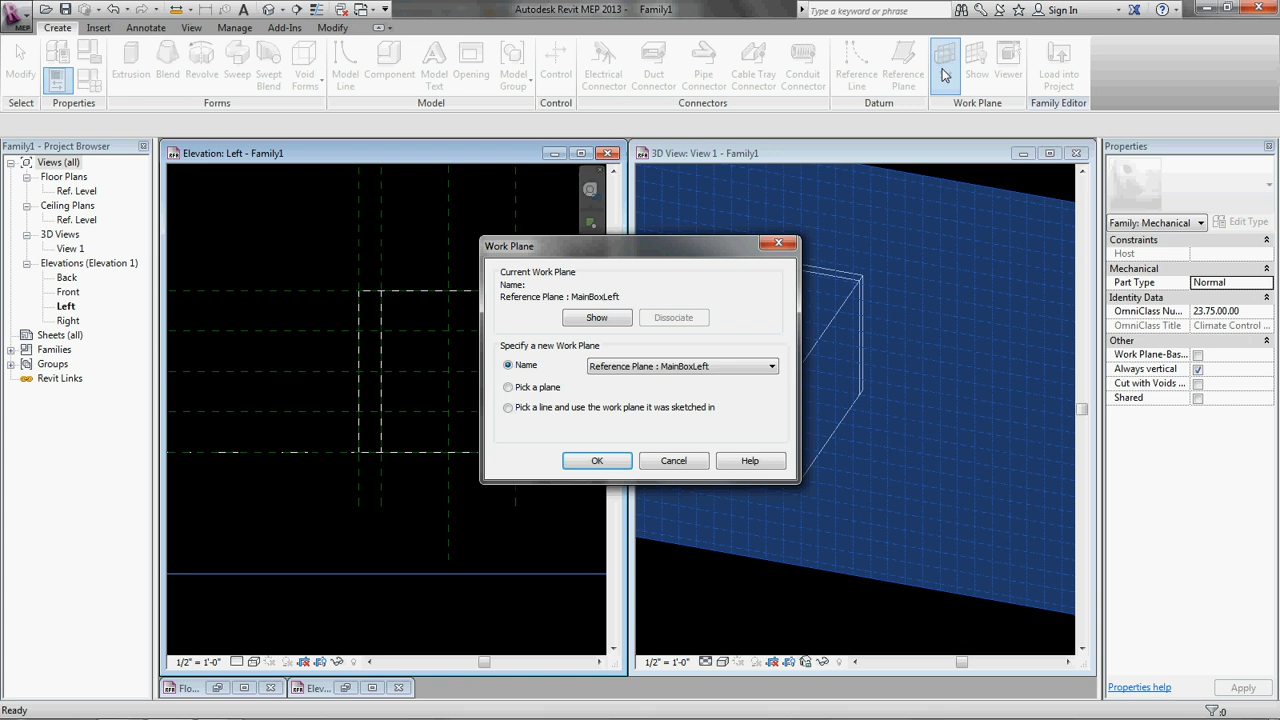 Autodesk Revit MEP 2013 - Family1
Type a keyword or phrase
Sign In
MEP
Create
Insert
Annotate
View
Manage
Add-Ins
Modify
Modify
Extrusion
Blend
Revolve
Sweep
Swept Blend
Void Forms
Model Line
Component
Model Text
Opening
Model Group
Control
Electrical Connector
Duct Connector
Pipe Connector
Cable Tray Connector
Conduit Connector
Reference Line
Reference Plane
Show
Viewer
Load into Project
Select
Properties
Forms
Model
Control
Connectors
Datum
Work Plane
Family Editor
Family1 - Project Browser
Views (all)
Floor Plans
Ref. Level
Ceiling Plans
Ref. Level
3D Views
View 1
Elevations (Elevation 1)
Back
Front
Left
Right
Sheets (all)
Families
Groups
Revit Links
Elevation: Left - Family1
1/2" = 1'-0"
3D View: View 1 - Family1
1/2" = 1'-0"
Work Plane
Current Work Plane
Name:
Reference Plane : MainBoxLeft
Show
Dissociate
Specify a new Work Plane
Name
Reference Plane : MainBoxLeft
Pick a plane
Pick a line and use the work plane it was sketched in
OK
Cancel
Help
Properties
Family: Mechanical
Edit Type
Constraints
Host
Mechanical
Part Type
Normal
Identity Data
OmniClass Nu...
23.75.00.00
OmniClass Title
Climate Control ...
Other
Work Plane-Bas...
Always vertical
Cut with Voids ...
Shared
Properties help
Apply
Flo...
Elev...
Ready
:0